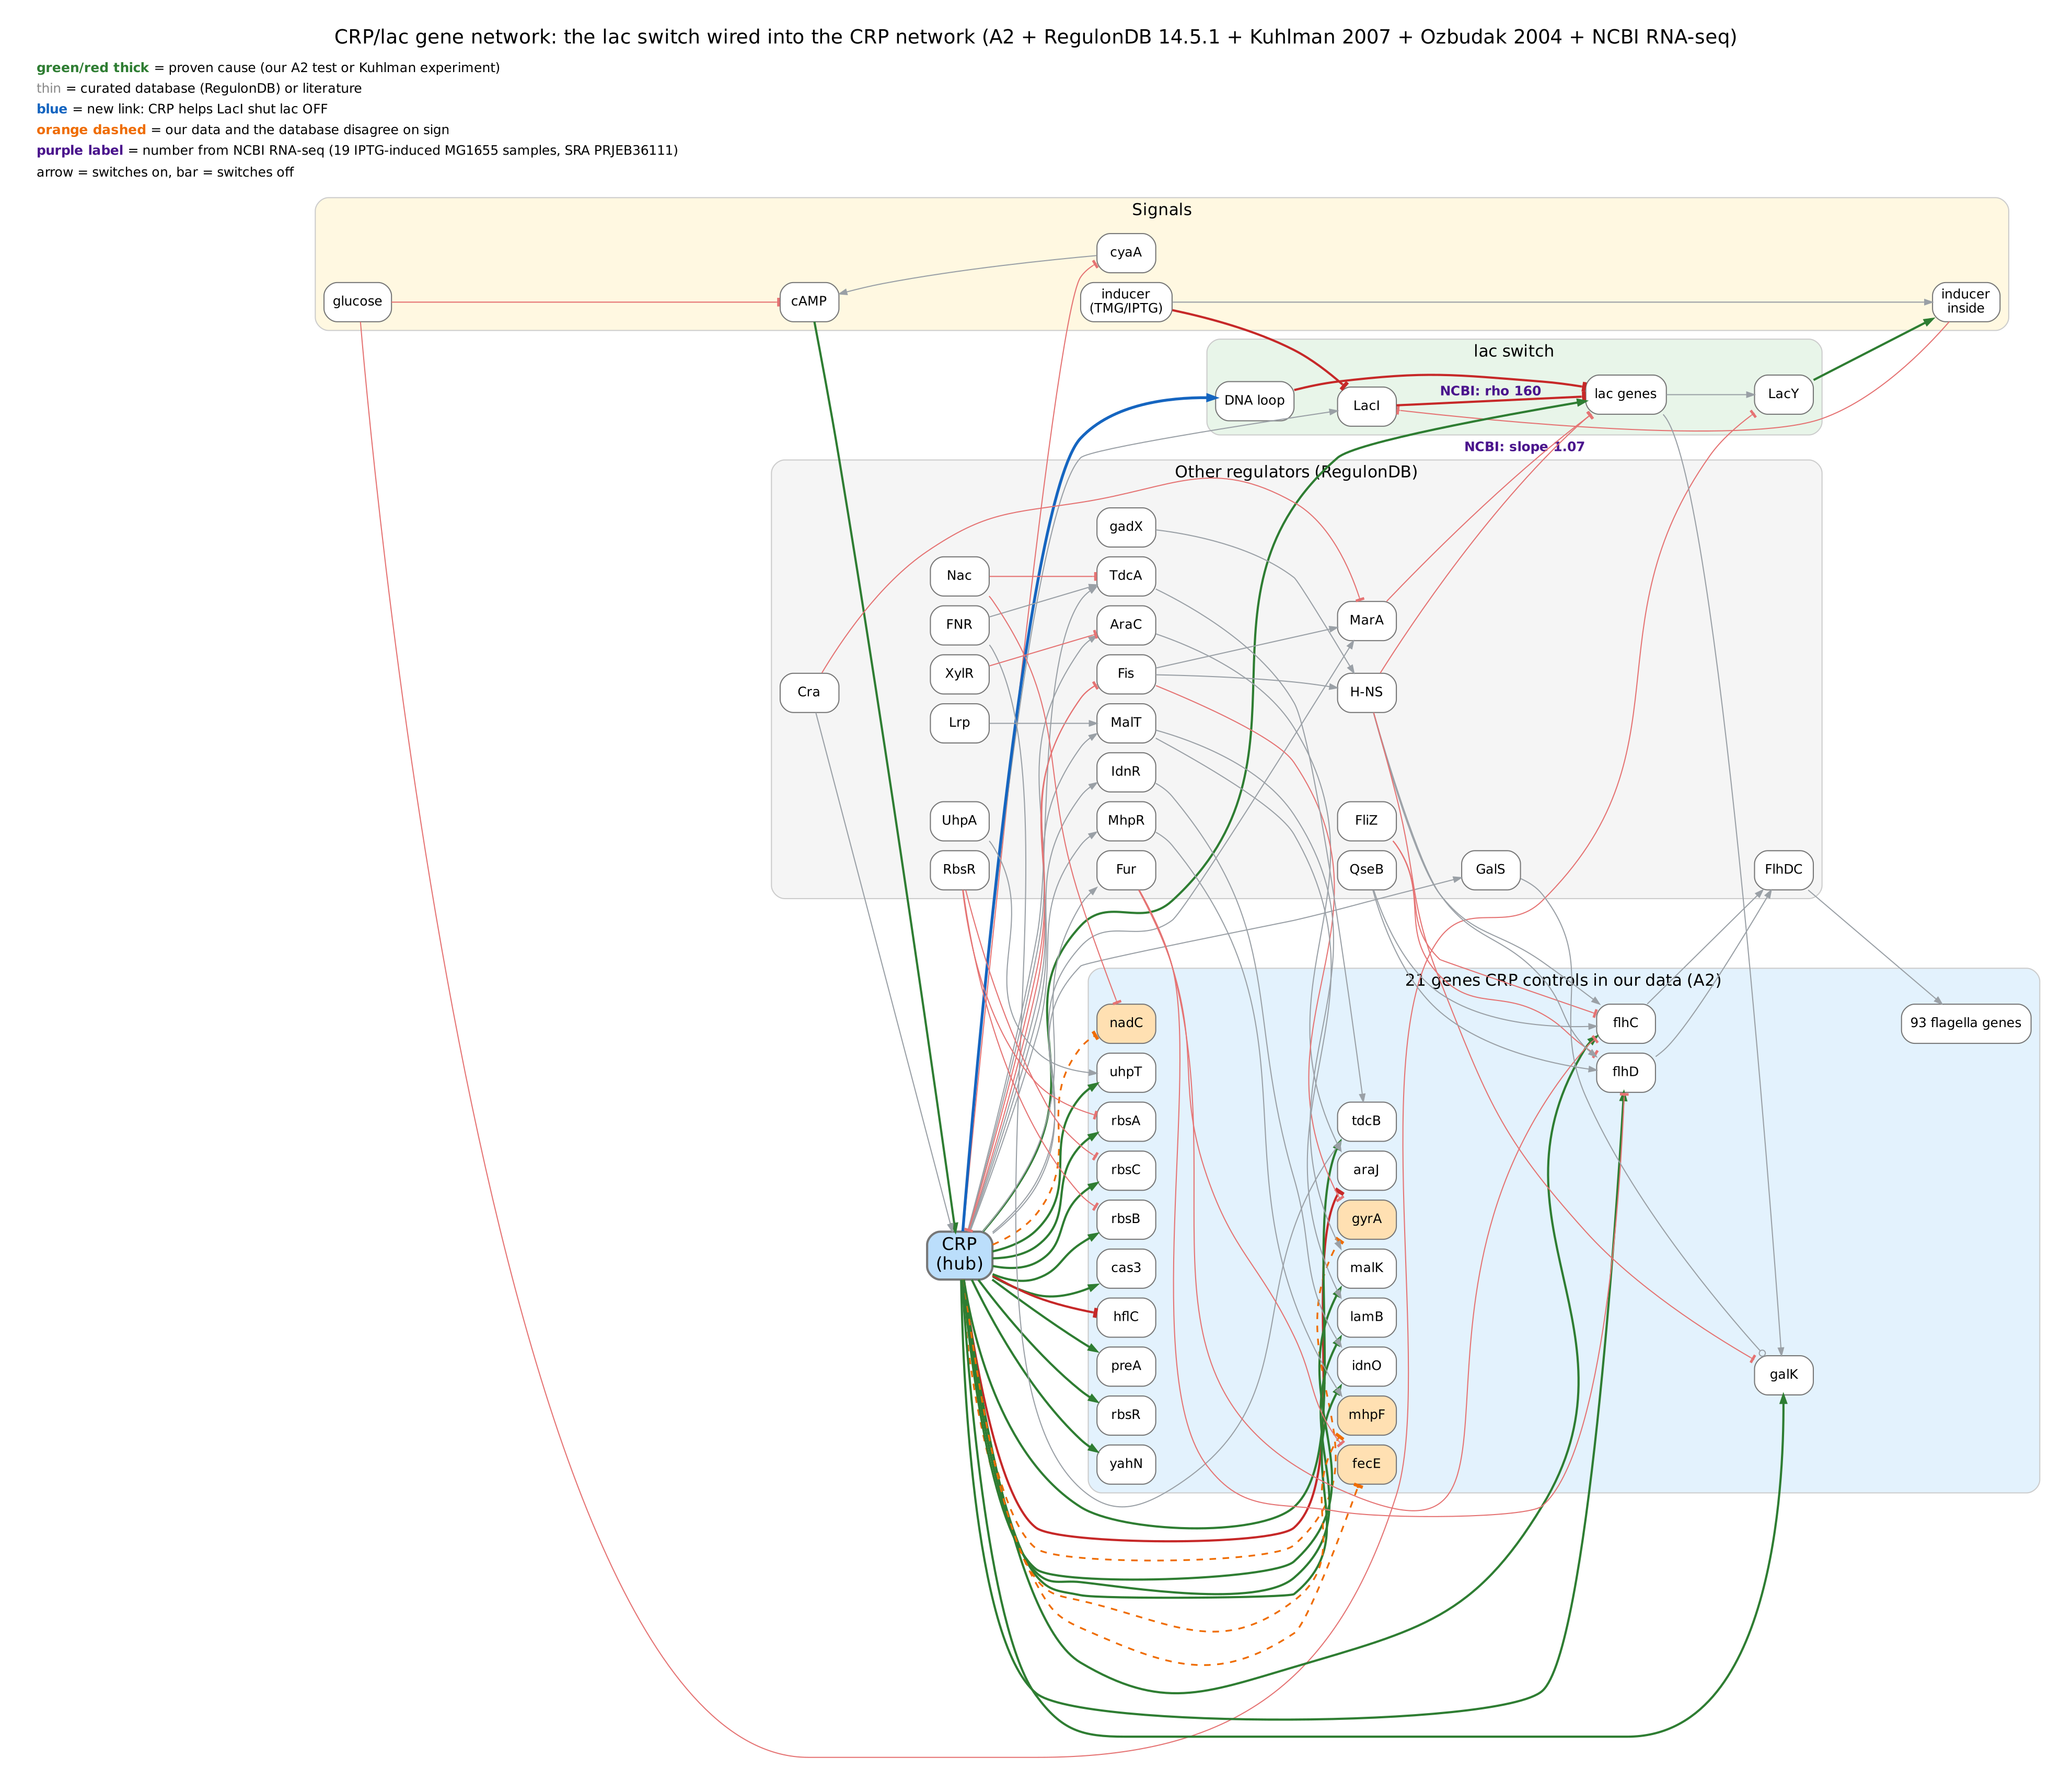 CRP/lac gene network: the lac switch wired into the CRP network (A2 + RegulonDB 14.5.1 + Kuhlman 2007 + Ozbudak 2004 + NCBI RNA-seq)
green/red thick = proven cause (our A2 test or Kuhlman experiment)
thin = curated database (RegulonDB) or literature
blue = new link: CRP helps LacI shut lac OFF
orange dashed = our data and the database disagree on sign
purple label = number from NCBI RNA-seq (19 IPTG-induced MG1655 samples, SRA PRJEB36111)
arrow = switches on, bar = switches off
Signals
cyaA
glucose
cAMP
inducer
(TMG/IPTG)
inducer
inside
lac switch
DNA loop
LacI
NCBI: rho 160
lac genes
LacY
NCBI: slope 1.07
Other regulators (RegulonDB)
gadX
Nac
TdcA
FNR
AraC
MarA
XylR
Fis
Cra
H-NS
Lrp
MalT
IdnR
UhpA
MhpR
FliZ
RbsR
Fur
QseB
GalS
FlhDC
21 genes CRP controls in our data (A2)
nadC
flhC
93 flagella genes
uhpT
flhD
rbsA
tdcB
rbsC
araJ
rbsB
gyrA
CRP
(hub)
cas3
malK
hflC
lamB
preA
idnO
galK
rbsR
mhpF
yahN
fecE